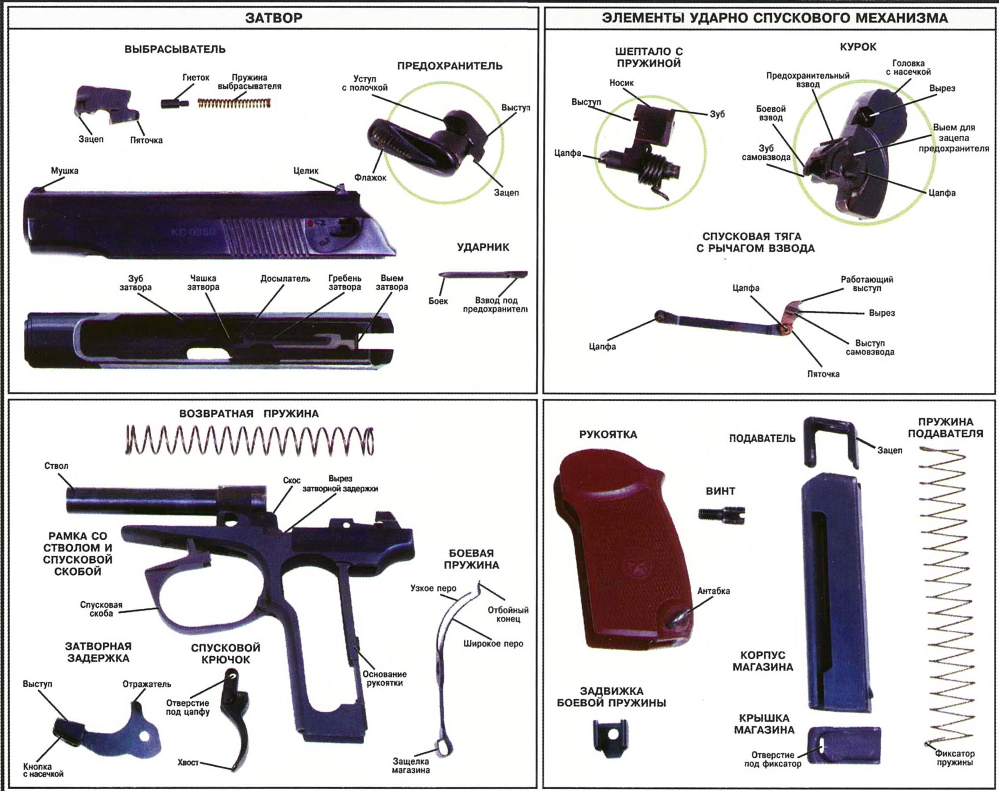 ЗАТВОР
ВЫБРАСЫВАТЕЛЬ
Гнеток
Пружина
выбрасывателя
Зацеп
Пяточка
ПРЕДОХРАНИТЕЛЬ
Уступ
с полочкой
Выступ
Флажок
Зацеп
Мушка
Целик
КС 0360
УДАРНИК
Боек
Взвод под
предохранитель
Зуб
затвора
Чашка
затвора
Досылатель
Гребень
затвора
Выем
затвора
ЭЛЕМЕНТЫ УДАРНО СПУСКОВОГО МЕХАНИЗМА
ШЕПТАЛО С
ПРУЖИНОЙ
Носик
Выступ
Зуб
Цапфа
КУРОК
Головка
с насечкой
Предохранительный
взвод
Вырез
Боевой
взвод
Выем для
зацепа
предохранителя
Зуб
самовзвода
Цапфа
СПУСКОВАЯ ТЯГА
С РЫЧАГОМ ВЗВОДА
Цапфа
Работающий
выступ
Вырез
Цапфа
Выступ
самовзвода
Пяточка
ВОЗВРАТНАЯ ПРУЖИНА
Ствол
Скос
Вырез
затворной задержки
РАМКА СО
СТВОЛОМ И
СПУСКОВОЙ
СКОБОЙ
Спусковая
скоба
БОЕВАЯ
ПРУЖИНА
Узкое перо
Отбойный
конец
Широкое перо
Основание
рукоятки
Защелка
магазина
ЗАТВОРНАЯ
ЗАДЕРЖКА
Выступ
Отражатель
Кнопка
с насечкой
СПУСКОВОЙ
КРЮЧОК
Отверстие
под цапфу
Хвост
РУКОЯТКА
ВИНТ
Антабка
ЗАДВИЖКА
БОЕВОЙ ПРУЖИНЫ
ПОДАВАТЕЛЬ
Зацеп
ПРУЖИНА
ПОДАВАТЕЛЯ
КОРПУС
МАГАЗИНА
КРЫШКА
МАГАЗИНА
Отверстие
под фиксатор
Фиксатор
пружины